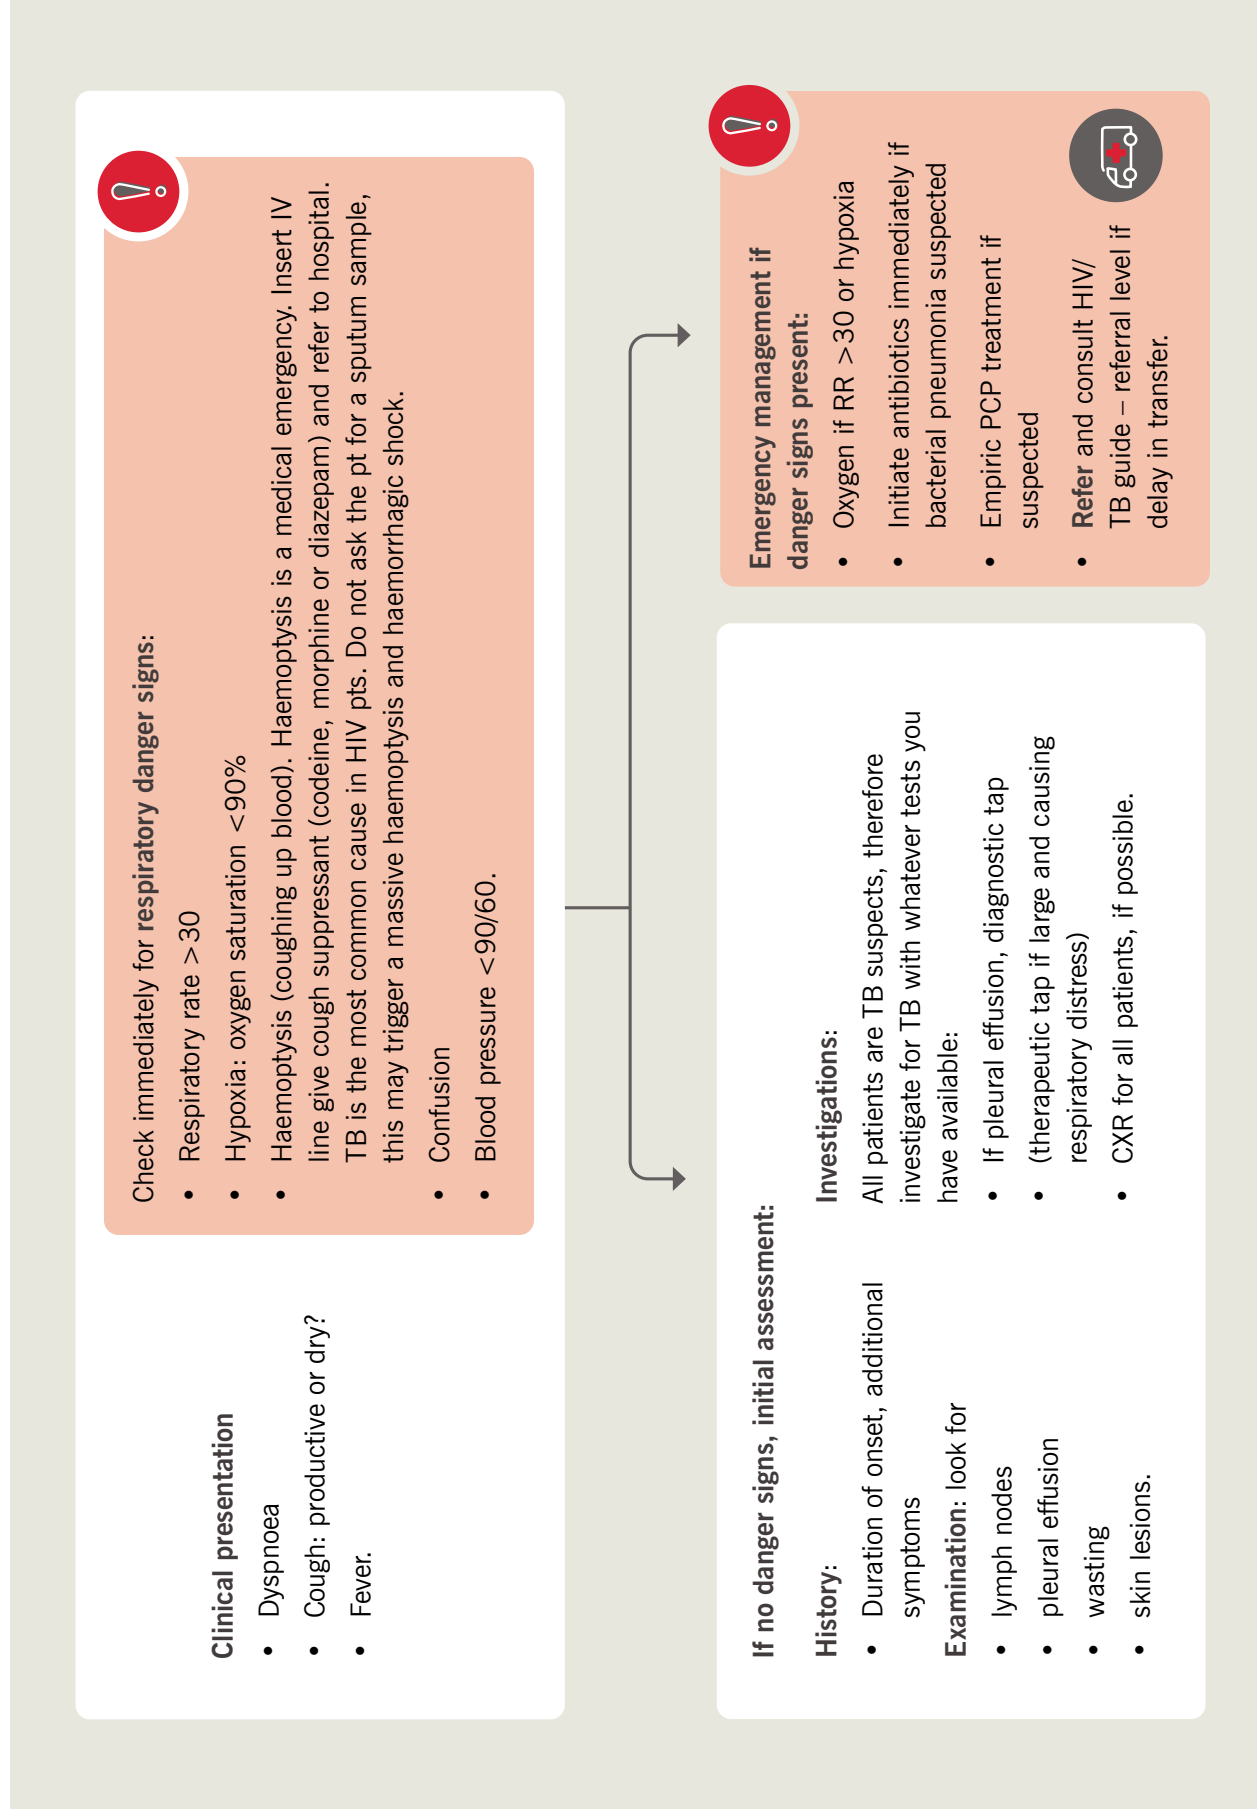 Clinical presentation
• Dyspnoea
• Cough: productive or dry?
• Fever.
Check immediately for respiratory danger signs:
• Respiratory rate >30
• Hypoxia: oxygen saturation <90%
• Haemoptysis (coughing up blood). Haemoptysis is a medical emergency. Insert IV
line give cough suppressant (codeine, morphine or diazepam) and refer to hospital.
TB is the most common cause in HIV pts. Do not ask the pt for a sputum sample,
this may trigger a massive haemoptysis and haemorrhagic shock.
• Confusion
• Blood pressure <90/60.
If no danger signs, initial assessment:
History:
• Duration of onset, additional
symptoms
Examination: look for
• lymph nodes
• pleural effusion
• wasting
• skin lesions.
Investigations:
All patients are TB suspects, therefore
investigate for TB with whatever tests you
have available:
• If pleural effusion, diagnostic tap
• (therapeutic tap if large and causing
respiratory distress)
• CXR for all patients, if possible.
Emergency management if
danger signs present:
• Oxygen if RR >30 or hypoxia
• Initiate antibiotics immediately if
bacterial pneumonia suspected
• Empiric PCP treatment if
suspected
• Refer and consult HIV/
TB guide – referral level if
delay in transfer.